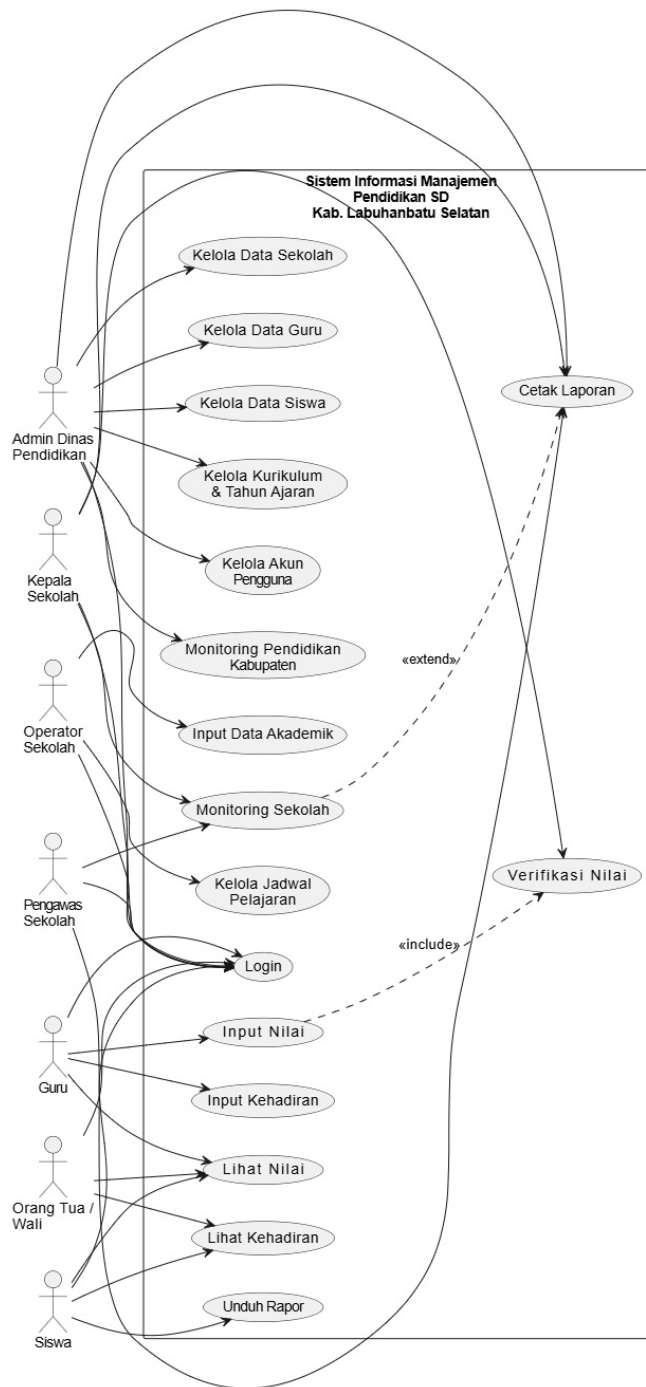 Sistem Informasi Manajemen
Pendidikan SD
Kab. Labuhanbatu Selatan
Kelola Data Sekolah
Kelola Data Guru
Kelola Data Siswa
Cetak Laporan
Admin Dinas
Pendidikan
Kelola Kurikulum
& Tahun Ajaran
Kelola Akun
Pengguna
Kepala
Sekolah
Monitoring Pendidikan
Kabupaten
«extend»
Operator
Sekolah
Input Data Akademik
Monitoring Sekolah
Kelola Jadwal
Pelajaran
Verifikasi Nilai
Pengawas
Sekolah
«include»
Login
Input Nilai
Guru
Input Kehadiran
Lihat Nilai
Orang Tua /
Wali
Lihat Kehadiran
Unduh Rapor
Siswa